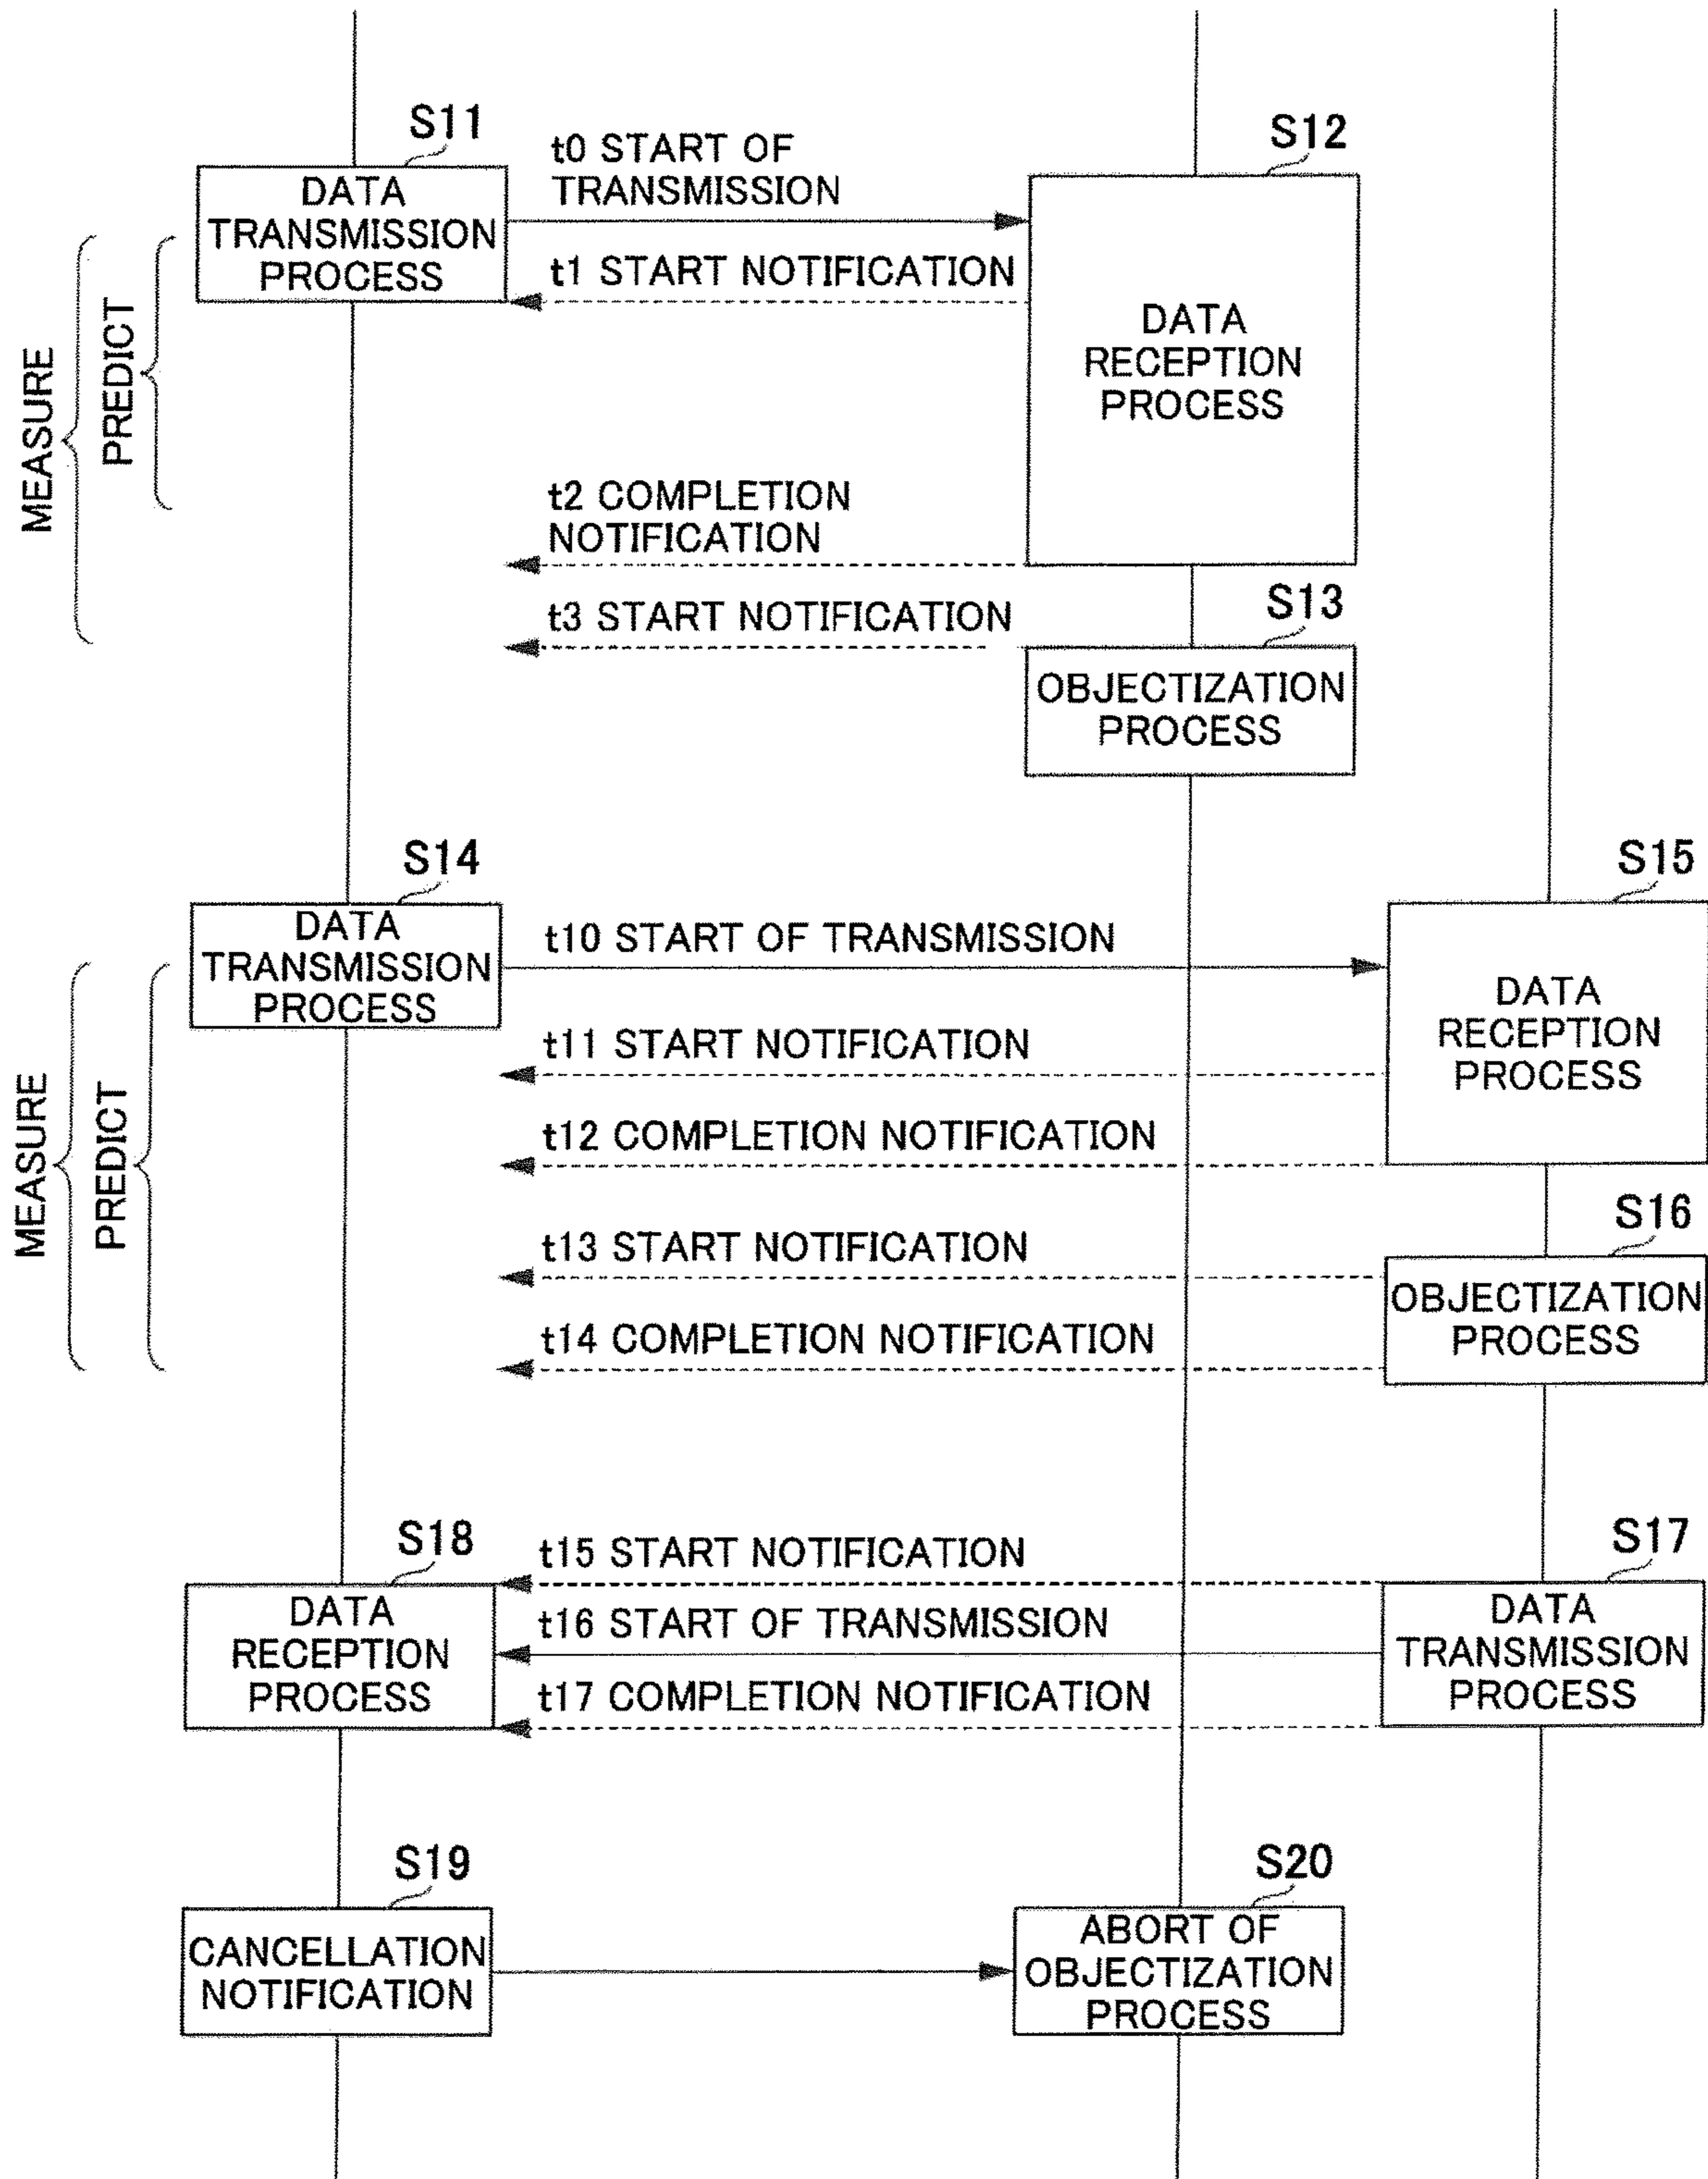 S11
DATA
TRANSMISSION
PROCESS
t0 START OF
TRANSMISSION
t1 START NOTIFICATION
S12
DATA
RECEPTION
PROCESS
MEASURE
PREDICT
t2 COMPLETION
NOTIFICATION
t3 START NOTIFICATION
S13
OBJECTIZATION
PROCESS
S14
DATA
TRANSMISSION
PROCESS
t10 START OF TRANSMISSION
S15
DATA
RECEPTION
PROCESS
t11 START NOTIFICATION
t12 COMPLETION NOTIFICATION
MEASURE
PREDICT
t13 START NOTIFICATION
S16
OBJECTIZATION
PROCESS
t14 COMPLETION NOTIFICATION
S18
DATA
RECEPTION
PROCESS
t15 START NOTIFICATION
t16 START OF TRANSMISSION
t17 COMPLETION NOTIFICATION
S17
DATA
TRANSMISSION
PROCESS
S19
CANCELLATION
NOTIFICATION
S20
ABORT OF
OBJECTIZATION
PROCESS